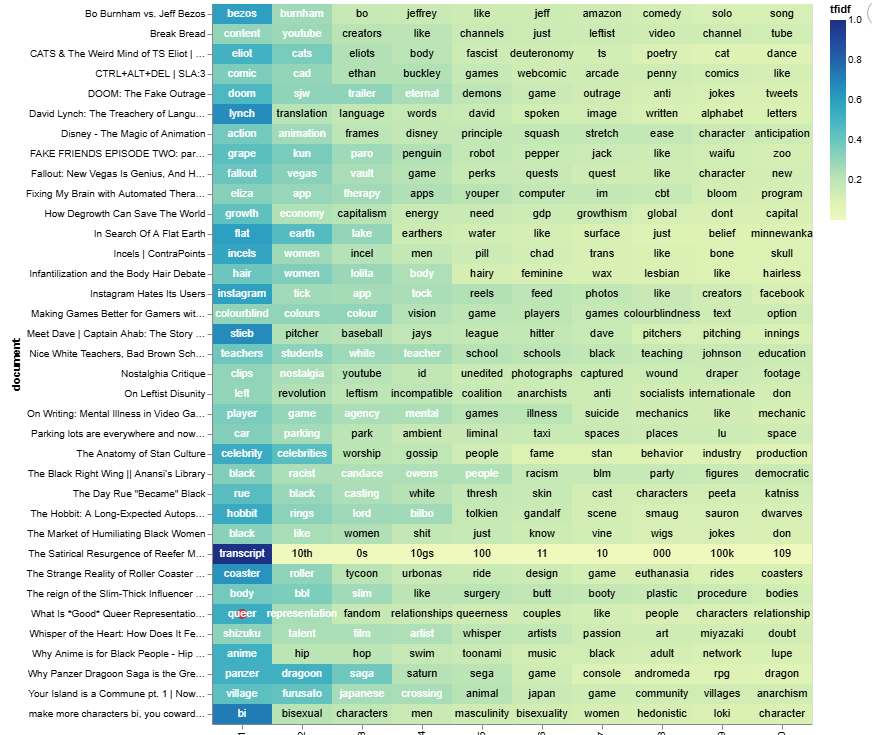 tfidf
1.0
0.8
0.6
0.4
0.2
document
Bo Burnham vs. Jeff Bezos bezos burnham bo jeffrey like jeff amazon comedy solo song
Break Bread content youtube creators like channels just leftist video channel tube
CATS & The Weird Mind of TS Eliot | … eliot cats eliots body fascist deuteronomy ts poetry cat dance
CTRL+ALT+DEL | SLA:3 comic cad ethan buckley games webcomic arcade penny comics like
DOOM: The Fake Outrage doom sjw trailer eternal demons game outrage anti jokes tweets
David Lynch: The Treachery of Langu… lynch translation language words david spoken image written alphabet letters
Disney - The Magic of Animation action animation frames disney principle squash stretch ease character anticipation
FAKE FRIENDS EPISODE TWO: par… grape kun paro penguin robot pepper jack like waifu zoo
Fallout: New Vegas Is Genius, And H… fallout vegas vault game perks quests quest like character new
Fixing My Brain with Automated Thera… eliza app therapy apps youper computer im cbt bloom program
How Degrowth Can Save The World growth economy capitalism energy need gdp growthism global dont capital
In Search Of A Flat Earth flat earth lake earthers water like surface just belief minnewanka
Incels | ContraPoints incels women incel men pill chad trans like bone skull
Infantilization and the Body Hair Debate hair women lolita body hairy feminine wax lesbian like hairless
Instagram Hates Its Users instagram tick app tock reels feed photos like creators facebook
Making Games Better for Gamers wit… colourblind colours colour vision game players games colourblindness text option
Meet Dave | Captain Ahab: The Story … stieb pitcher baseball jays league hitter dave pitchers pitching innings
Nice White Teachers, Bad Brown Sch… teachers students white teacher school schools black teaching johnson education
Nostalghia Critique clips nostalgia youtube id unedited photographs captured wound draper footage
On Leftist Disunity left revolution leftism incompatible coalition anarchists anti socialists internationale don
On Writing: Mental Illness in Video Ga… player game agency mental games illness suicide mechanics like mechanic
Parking lots are everywhere and now… car parking park ambient liminal taxi spaces places lu space
The Anatomy of Stan Culture celebrity celebrities worship gossip people fame stan behavior industry production
The Black Right Wing || Anansi's Library black racist candace owens people racism blm party figures democratic
The Day Rue "Became" Black rue black casting white thresh skin cast characters peeta katniss
The Hobbit: A Long-Expected Autops… hobbit rings lord bilbo tolkien gandalf scene smaug sauron dwarves
The Market of Humiliating Black Women black like women shit just know vine wigs jokes don
The Satirical Resurgence of Reefer M… transcript 10th 0s 10gs 100 11 10 000 100k 109
The Strange Reality of Roller Coaster … coaster roller tycoon urbonas ride design game euthanasia rides coasters
The reign of the Slim-Thick Influencer … body bbl slim like surgery butt booty plastic procedure bodies
What Is *Good* Queer Representatio… queer representation fandom relationships queerness couples like people characters relationship
Whisper of the Heart: How Does It Fe… shizuku talent film artist whisper artists passion art miyazaki doubt
Why Anime is for Black People - Hip … anime hip hop swim toonami music black adult network lupe
Why Panzer Dragoon Saga is the Gre… panzer dragoon saga saturn sega game console andromeda rpg dragon
Your Island is a Commune pt. 1 | Now… village furusato japanese crossing animal japan game community villages anarchism
make more characters bi, you coward… bi bisexual characters men masculinity bisexuality women hedonistic loki character